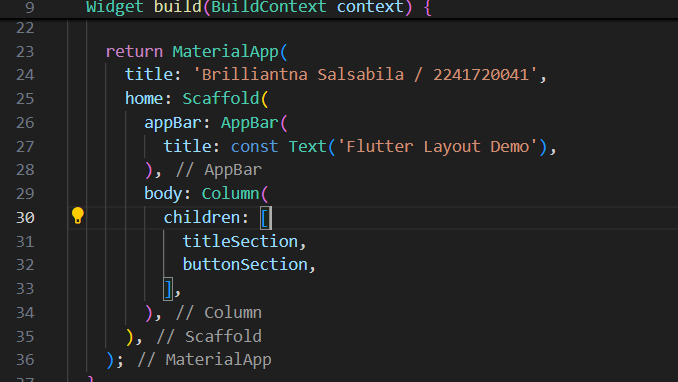 9 Widget build(BuildContext context) {
22
23 return MaterialApp(
24 title: 'Brilliantna Salsabila / 2241720041',
25 home: Scaffold(
26 appBar: AppBar(
27 title: const Text('Flutter Layout Demo'),
28 ), // AppBar
29 body: Column(
30 children: [
31 titleSection,
32 buttonSection,
33 ],
34 ), // Column
35 ), // Scaffold
36 ); // MaterialApp
37 }